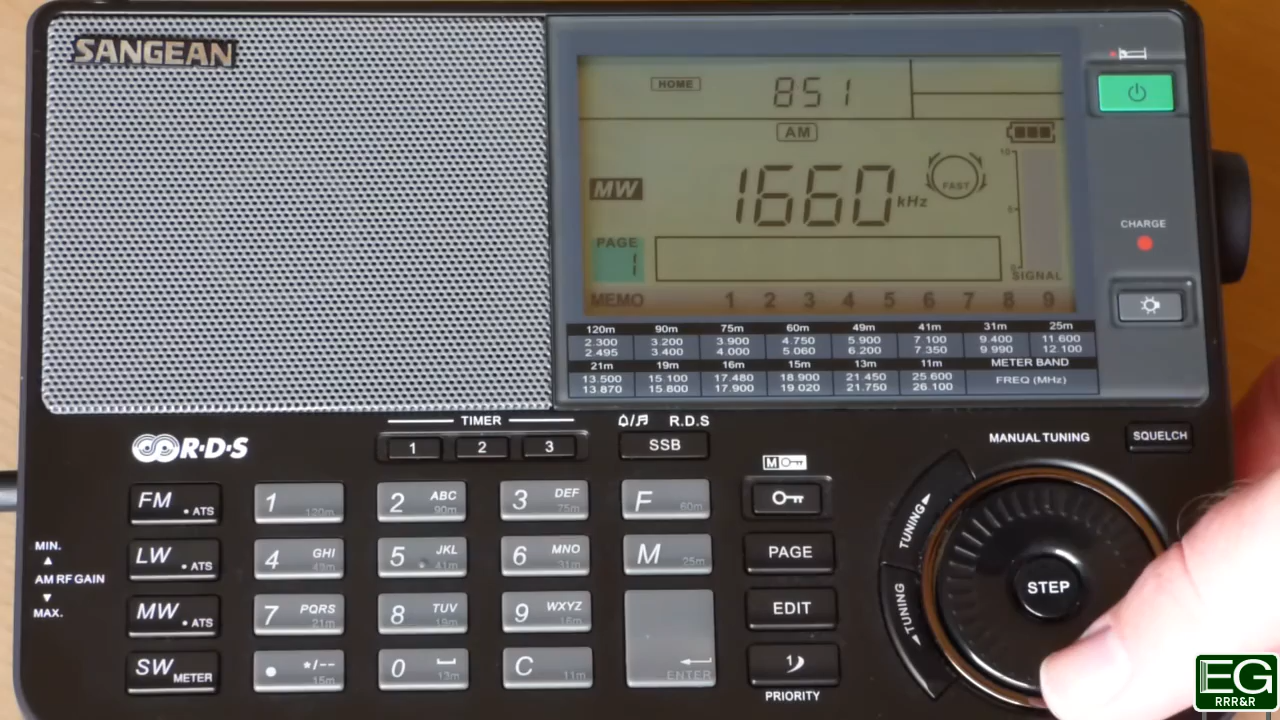 SANGEAN
HOME 851
AM
MW 1660 kHz FAST
10
5
0
SIGNAL
PAGE
1
MEMO 1 2 3 4 5 6 7 8 9
120m 90m 75m 60m 49m 41m 31m 25m
2.300 3.200 3.900 4.750 5.900 7 100 9.400 11.600
2.495 3.400 4.000 5.060 6.200 7 350 9.990 12.100
21m 19m 16m 15m 13m 11m METER BAND
13.500 15 100 17.480 18.900 21 450 25 600 FREQ (MHz)
13.870 15 800 17.900 19 020 21.750 26.100
CHARGE
R·D·S
TIMER
1 2 3
R.D.S
SSB
MANUAL TUNING
SQUELCH
M
FM • ATS
1 120m
2 ABC 90m
3 DEF 75m
F 60m
MIN.
AM RF GAIN
MAX.
LW • ATS
4 GHI 49m
5 JKL 41m
6 MNO 31m
M 25m
PAGE
MW • ATS
7 PQRS 21m
8 TUV 19m
9 WXYZ 16m
EDIT
SW METER
• */-- 15m
0 13m
C 11m
ENTER
1
PRIORITY
TUNING
TUNING
STEP
EG
RRR&R